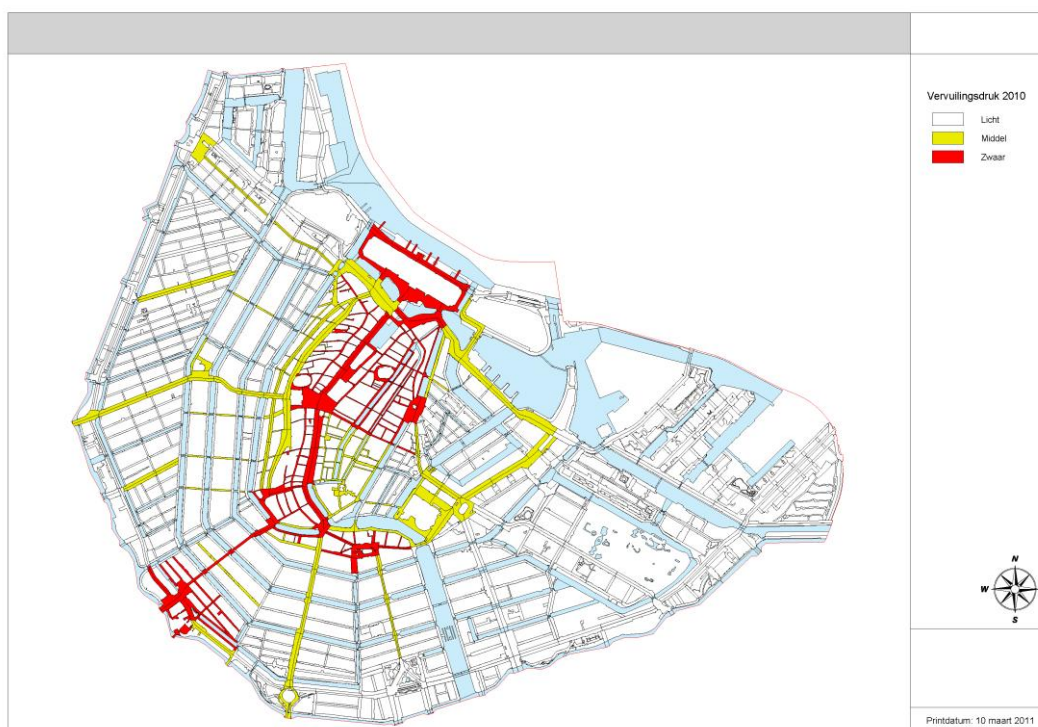 Vervuilingsdruk 2010
Licht
Middel
Zwaar
N
W
S
Printdatum: 10 maart 2011